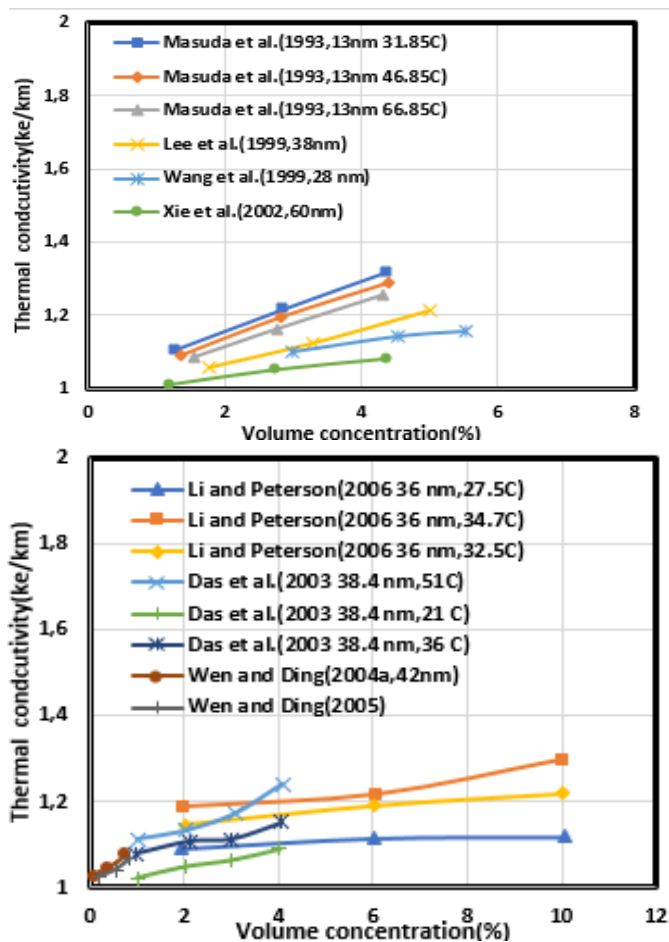 2
1,8
1,6
1,4
1,2
1
Thermal condcutivity(ke/km)
Masuda et al.(1993,13nm 31.85C)
Masuda et al.(1993,13nm 46.85C)
Masuda et al.(1993,13nm 66.85C)
Lee et al.(1999,38nm)
Wang et al.(1999,28 nm)
Xie et al.(2002,60nm)
0 2 4 6 8
Volume concentration(%)
2
1,8
1,6
1,4
1,2
1
Thermal condcutivity(ke/km)
Li and Peterson(2006 36 nm,27.5C)
Li and Peterson(2006 36 nm,34.7C)
Li and Peterson(2006 36 nm,32.5C)
Das et al.(2003 38.4 nm,51C)
Das et al.(2003 38.4 nm,21 C)
Das et al.(2003 38.4 nm,36 C)
Wen and Ding(2004a,42nm)
Wen and Ding(2005)
0 2 4 6 8 10 12
Volume concentration(%)